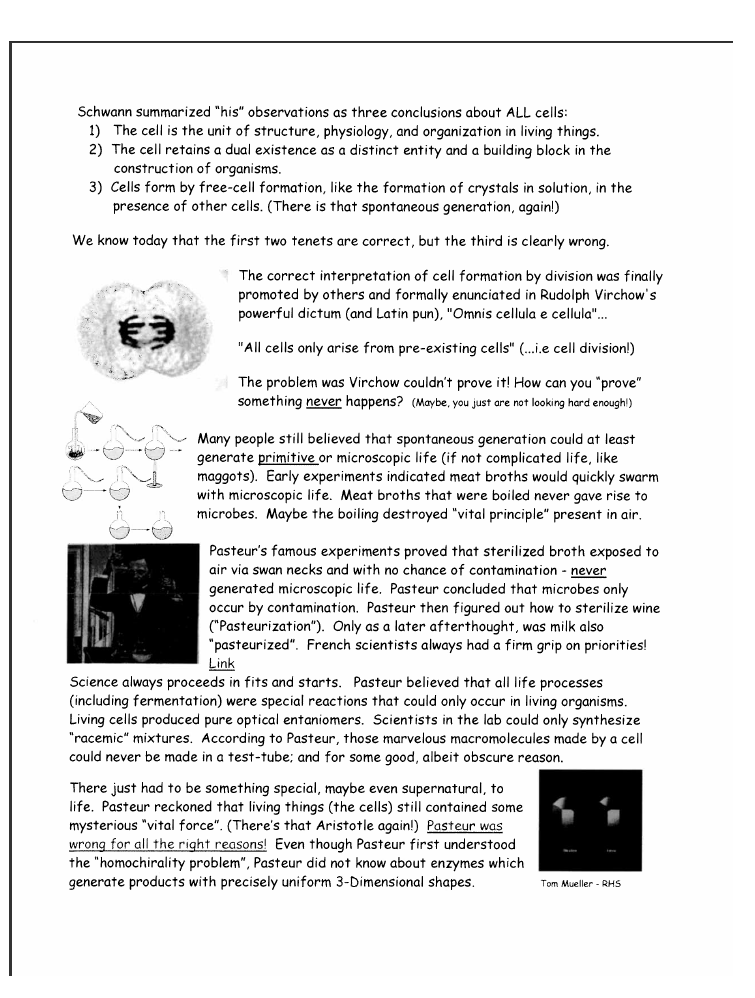 Schwann summarized "his" observations as three conclusions about ALL cells:
1) The cell is the unit of structure, physiology, and organization in living things.
2) The cell retains a dual existence as a distinct entity and a building block in the
construction of organisms.
3) Cells form by free-cell formation, like the formation of crystals in solution, in the
presence of other cells. (There is that spontaneous generation, again!)
We know today that the first two tenets are correct, but the third is clearly wrong.
The correct interpretation of cell formation by division was finally
promoted by others and formally enunciated in Rudolph Virchow's
powerful dictum (and Latin pun), "Omnis cellula e cellula"...
"All cells only arise from pre-existing cells" (...i.e cell division!)
The problem was Virchow couldn't prove it! How can you "prove"
something never happens? (Maybe, you just are not looking hard enough!)
Many people still believed that spontaneous generation could at least
generate primitive or microscopic life (if not complicated life, like
maggots). Early experiments indicated meat broths would quickly swarm
with microscopic life. Meat broths that were boiled never gave rise to
microbes. Maybe the boiling destroyed "vital principle" present in air.
Pasteur's famous experiments proved that sterilized broth exposed to
air via swan necks and with no chance of contamination - never
generated microscopic life. Pasteur concluded that microbes only
occur by contamination. Pasteur then figured out how to sterilize wine
("Pasteurization"). Only as a later afterthought, was milk also
"pasteurized". French scientists always had a firm grip on priorities!
Link
Science always proceeds in fits and starts. Pasteur believed that all life processes
(including fermentation) were special reactions that could only occur in living organisms.
Living cells produced pure optical entaniomers. Scientists in the lab could only synthesize
"racemic" mixtures. According to Pasteur, those marvelous macromolecules made by a cell
could never be made in a test-tube; and for some good, albeit obscure reason.
There just had to be something special, maybe even supernatural, to
life. Pasteur reckoned that living things (the cells) still contained some
mysterious "vital force". (There's that Aristotle again!) Pasteur was
wrong for all the right reasons! Even though Pasteur first understood
the "homochirality problem", Pasteur did not know about enzymes which
generate products with precisely uniform 3-Dimensional shapes.
Tom Mueller - RHS